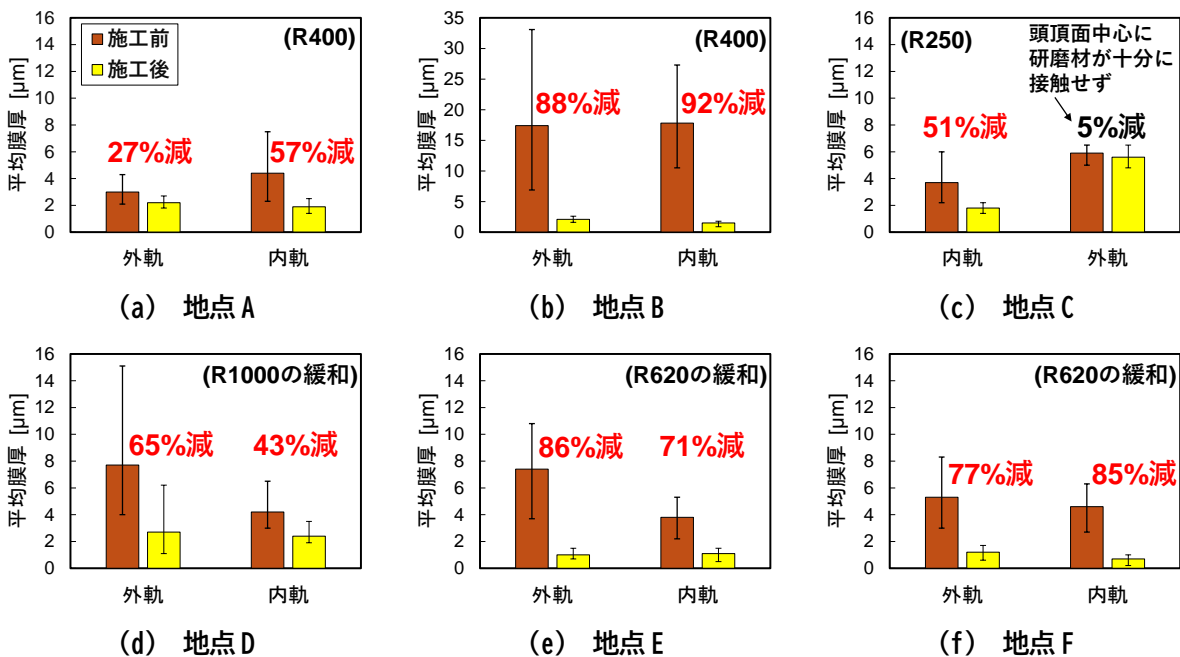 平均膜厚 [μm]
16
14
12
10
8
6
4
2
0
施工前
施工後
(R400)
27%減
57%減
外軌
内軌
(a) 地点A
平均膜厚 [μm]
35
30
25
20
15
10
5
0
(R400)
88%減
92%減
外軌
内軌
(b) 地点B
平均膜厚 [μm]
16
14
12
10
8
6
4
2
0
(R250)
頭頂面中心に
研磨材が十分に
接触せず
51%減
5%減
内軌
外軌
(c) 地点C
平均膜厚 [μm]
16
14
12
10
8
6
4
2
0
(R1000の緩和)
65%減
43%減
外軌
内軌
(d) 地点D
平均膜厚 [μm]
16
14
12
10
8
6
4
2
0
(R620の緩和)
86%減
71%減
外軌
内軌
(e) 地点E
平均膜厚 [μm]
16
14
12
10
8
6
4
2
0
(R620の緩和)
77%減
85%減
外軌
内軌
(f) 地点F